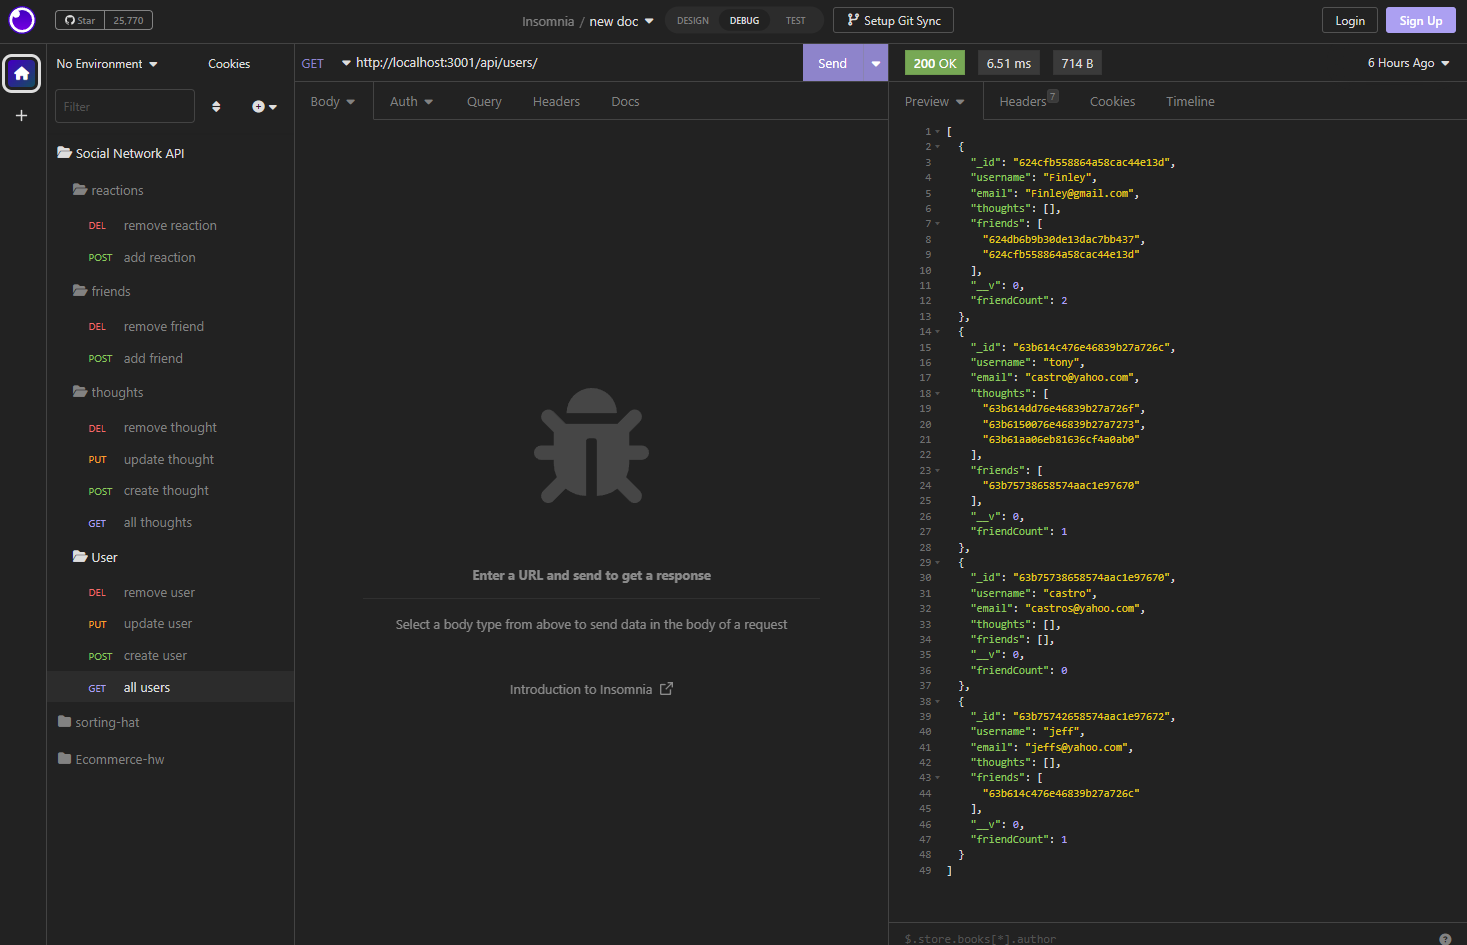 Star 25,770
Insomnia / new doc
DESIGN DEBUG TEST
Setup Git Sync
Login
Sign Up
No Environment
Cookies
Filter
Social Network API
reactions
DEL remove reaction
POST add reaction
friends
DEL remove friend
POST add friend
thoughts
DEL remove thought
PUT update thought
POST create thought
GET all thoughts
User
DEL remove user
PUT update user
POST create user
GET all users
sorting-hat
Ecommerce-hw
GET http://localhost:3001/api/users/
Send
Body Auth Query Headers Docs
Enter a URL and send to get a response
Select a body type from above to send data in the body of a request
Introduction to Insomnia
200 OK 6.51 ms 714 B
6 Hours Ago
Preview Headers 7 Cookies Timeline
1 [
2 {
3 "_id": "624cfb558864a58cac44e13d",
4 "username": "Finley",
5 "email": "Finley@gmail.com",
6 "thoughts": [],
7 "friends": [
8 "624db6b9b30de13dac7bb437",
9 "624cfb558864a58cac44e13d"
10 ],
11 "__v": 0,
12 "friendCount": 2
13 },
14 {
15 "_id": "63b614c476e46839b27a726c",
16 "username": "tony",
17 "email": "castro@yahoo.com",
18 "thoughts": [
19 "63b614dd76e46839b27a726f",
20 "63b6150076e46839b27a7273",
21 "63b61aa06eb81636cf4a0ab0"
22 ],
23 "friends": [
24 "63b75738658574aac1e97670"
25 ],
26 "__v": 0,
27 "friendCount": 1
28 },
29 {
30 "_id": "63b75738658574aac1e97670",
31 "username": "castro",
32 "email": "castros@yahoo.com",
33 "thoughts": [],
34 "friends": [],
35 "__v": 0,
36 "friendCount": 0
37 },
38 {
39 "_id": "63b75742658574aac1e97672",
40 "username": "jeff",
41 "email": "jeffs@yahoo.com",
42 "thoughts": [],
43 "friends": [
44 "63b614c476e46839b27a726c"
45 ],
46 "__v": 0,
47 "friendCount": 1
48 }
49 ]
$.store.books[*].author